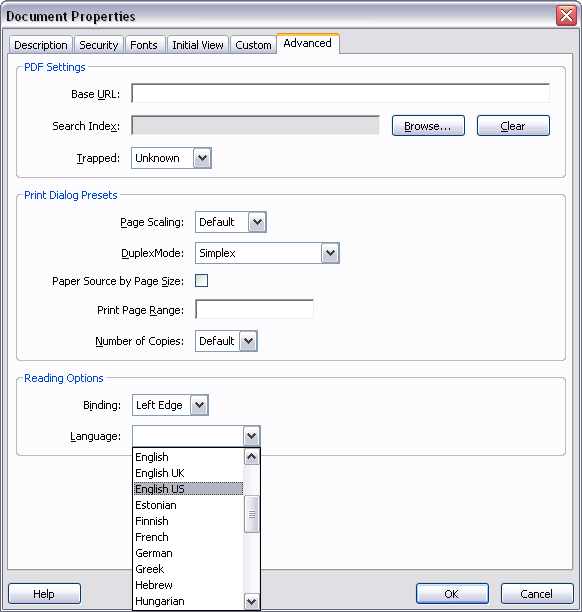 Document Properties
Description Security Fonts Initial View Custom Advanced
PDF Settings
Base URL:
Search Index: Browse... Clear
Trapped: Unknown
Print Dialog Presets
Page Scaling: Default
DuplexMode: Simplex
Paper Source by Page Size:
Print Page Range:
Number of Copies: Default
Reading Options
Binding: Left Edge
Language:
English
English UK
English US
Estonian
Finnish
French
German
Greek
Hebrew
Hungarian
Help OK Cancel